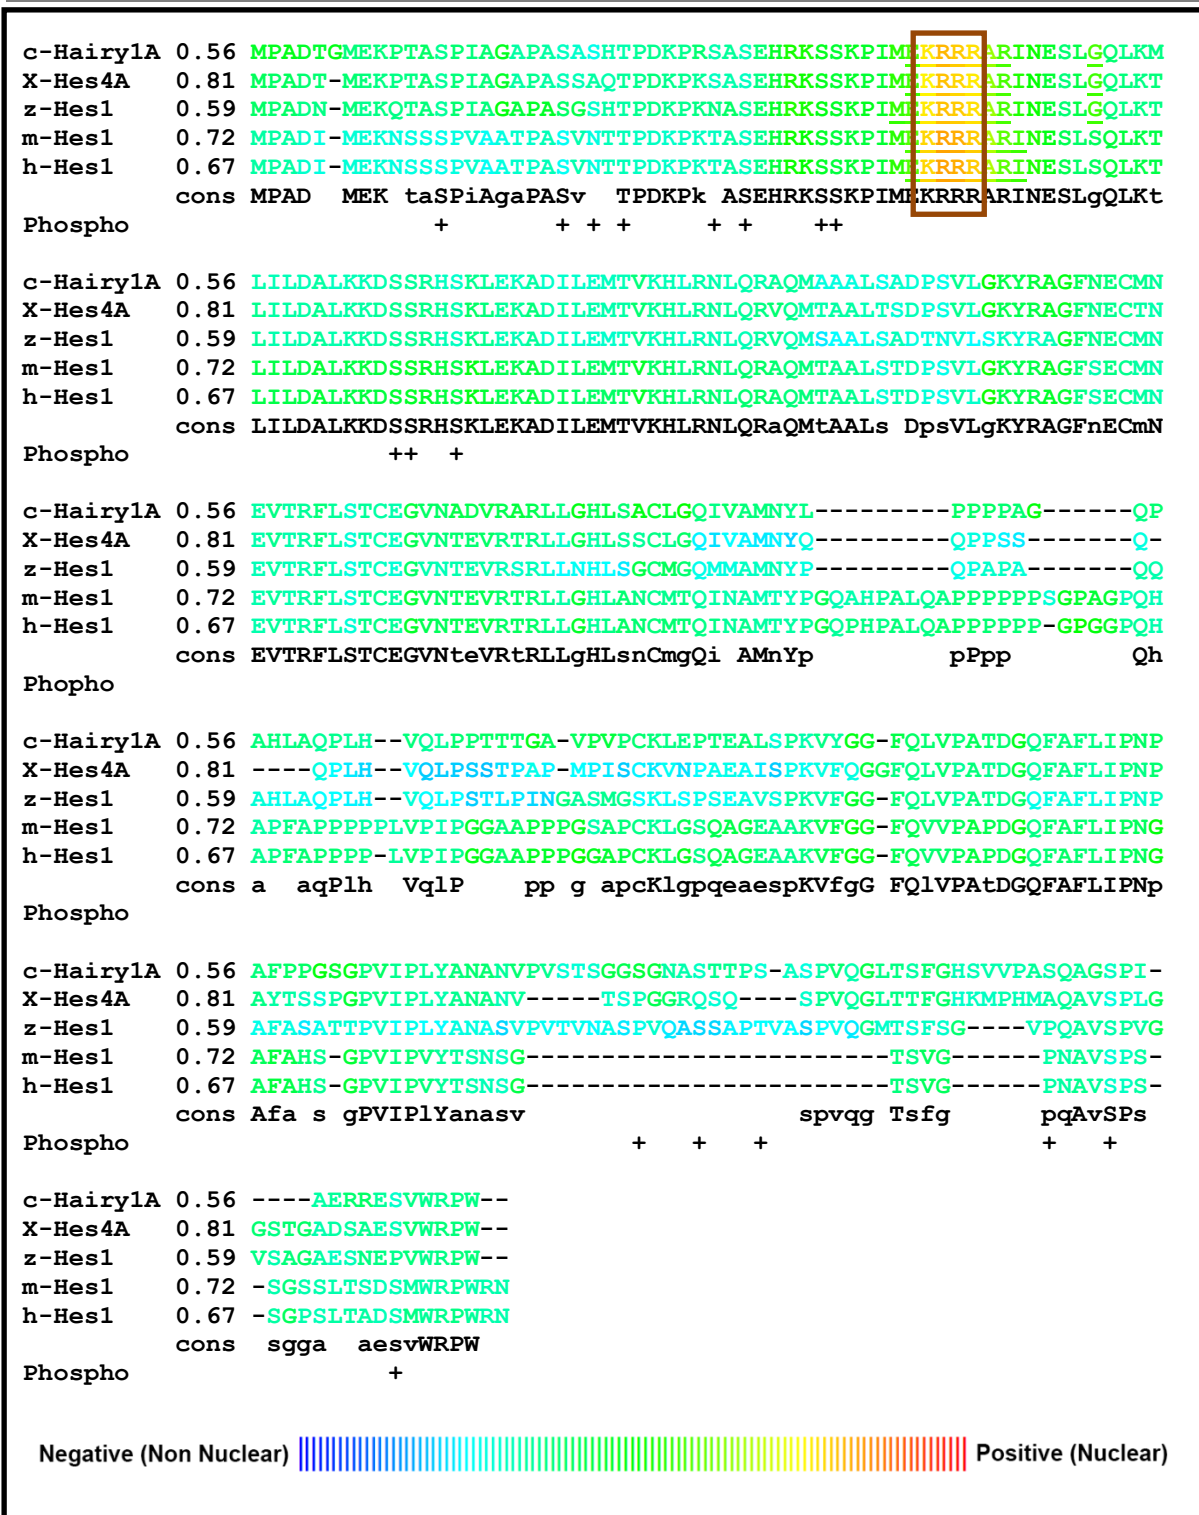 c-Hairy1A 0.56 MPADTGMEKPTASPIAGAPASASHTPDKPRSASEHRKSSKPIMEKRRRARINESLGQLKM
X-Hes4A 0.81 MPADT-MEKPTASPIAGAPASSAQTPDKPKSASEHRKSSKPIMEKRRRARINESLGQLKT
z-Hes1 0.59 MPADN-MEKQTASPIAGAPASGSHTPDKPKNASEHRKSSKPIMEKRRRARINESLGQLKT
m-Hes1 0.72 MPADI-MEKNSSSPVAATPASVNTTPDKPKTASEHRKSSKPIMEKRRRARINESLSQLKT
h-Hes1 0.67 MPADI-MEKNSSSPVAATPASVNTTPDKPKTASEHRKSSKPIMEKRRRARINESLSQLKT
cons MPAD  MEK taSPiAgaPASv  TPDKPk ASEHRKSSKPIMEKRRRARINESLgQLKt
Phospho + + + + + + ++
c-Hairy1A 0.56 LILDALKKDSSRHSKLEKADILEMTVKHLRNLQRAQMAAALSADPSVLGKYRAGFNECMN
X-Hes4A 0.81 LILDALKKDSSRHSKLEKADILEMTVKHLRNLQRVQMTAALTSDPSVLGKYRAGFNECTN
z-Hes1 0.59 LILDALKKDSSRHSKLEKADILEMTVKHLRNLQRVQMSAALSADTNVLSKYRAGFNECMN
m-Hes1 0.72 LILDALKKDSSRHSKLEKADILEMTVKHLRNLQRAQMTAALSTDPSVLGKYRAGFSECMN
h-Hes1 0.67 LILDALKKDSSRHSKLEKADILEMTVKHLRNLQRAQMTAALSTDPSVLGKYRAGFSECMN
cons LILDALKKDSSRHSKLEKADILEMTVKHLRNLQRaQMtAALs DpsVLgKYRAGFnECmN
Phospho ++ +
c-Hairy1A 0.56 EVTRFLSTCEGVNADVRARLLGHLSACLGQIVAMNYL---------PPPPAG------QP
X-Hes4A 0.81 EVTRFLSTCEGVNTEVRTRLLGHLSSCLGQIVAMNYQ---------QPPSS-------Q-
z-Hes1 0.59 EVTRFLSTCEGVNTEVRSRLLNHLSGCMGQMMAMNYP---------QPAPA-------QQ
m-Hes1 0.72 EVTRFLSTCEGVNTEVRTRLLGHLANCMTQINAMTYPGQAHPALQAPPPPPPSGPAGPQH
h-Hes1 0.67 EVTRFLSTCEGVNTEVRTRLLGHLANCMTQINAMTYPGQPHPALQAPPPPPP-GPGGPQH
cons EVTRFLSTCEGVNteVRtRLLgHLsnCmgQi AMnYp         pPpp        Qh
Phopho
c-Hairy1A 0.56 AHLAQPLH--VQLPPTTTGA-VPVPCKLEPTEALSPKVYGG-FQLVPATDGQFAFLIPNP
X-Hes4A 0.81 ----QPLH--VQLPSSTPAP-MPISCKVNPAEAISPKVFQGGFQLVPATDGQFAFLIPNP
z-Hes1 0.59 AHLAQPLH--VQLPSTLPINGASMGSKLSPSEAVSPKVFGG-FQLVPATDGQFAFLIPNP
m-Hes1 0.72 APFAPPPPPLVPIPGGAAPPPGSAPCKLGSQAGEAAKVFGG-FQVVPAPDGQFAFLIPNG
h-Hes1 0.67 APFAPPPP-LVPIPGGAAPPPGGAPCKLGSQAGEAAKVFGG-FQVVPAPDGQFAFLIPNG
cons a  aqPlh  VqlP    pp g apcKlgpqeaespKVfgG FQlVPAtDGQFAFLIPNp
Phospho
c-Hairy1A 0.56 AFPPGSGPVIPLYANANVPVSTSGGSGNASTTPS-ASPVQGLTSFGHSVVPASQAGSPI-
X-Hes4A 0.81 AYTSSPGPVIPLYANANV-----TSPGGRQSQ----SPVQGLTTFGHKMPHMAQAVSPLG
z-Hes1 0.59 AFASATTPVIPLYANASVPVTVNASPVQASSAPTVASPVQGMTSFSG----VPQAVSPVG
m-Hes1 0.72 AFAHS-GPVIPVYTSNSG------------------------TSVG------PNAVSPS-
h-Hes1 0.67 AFAHS-GPVIPVYTSNSG------------------------TSVG------PNAVSPS-
cons Afa s gPVIPlYanasv                  spvqg Tsfg      pqAvSPs
Phospho + + + + +
c-Hairy1A 0.56 ----AERRESVWRPW--
X-Hes4A 0.81 GSTGADSAESVWRPW--
z-Hes1 0.59 VSAGAESNEPVWRPW--
m-Hes1 0.72 -SGSSLTSDSMWRPWRN
h-Hes1 0.67 -SGPSLTADSMWRPWRN
cons sgga  aesvWRPW
Phospho +
Negative (Non Nuclear) Positive (Nuclear)